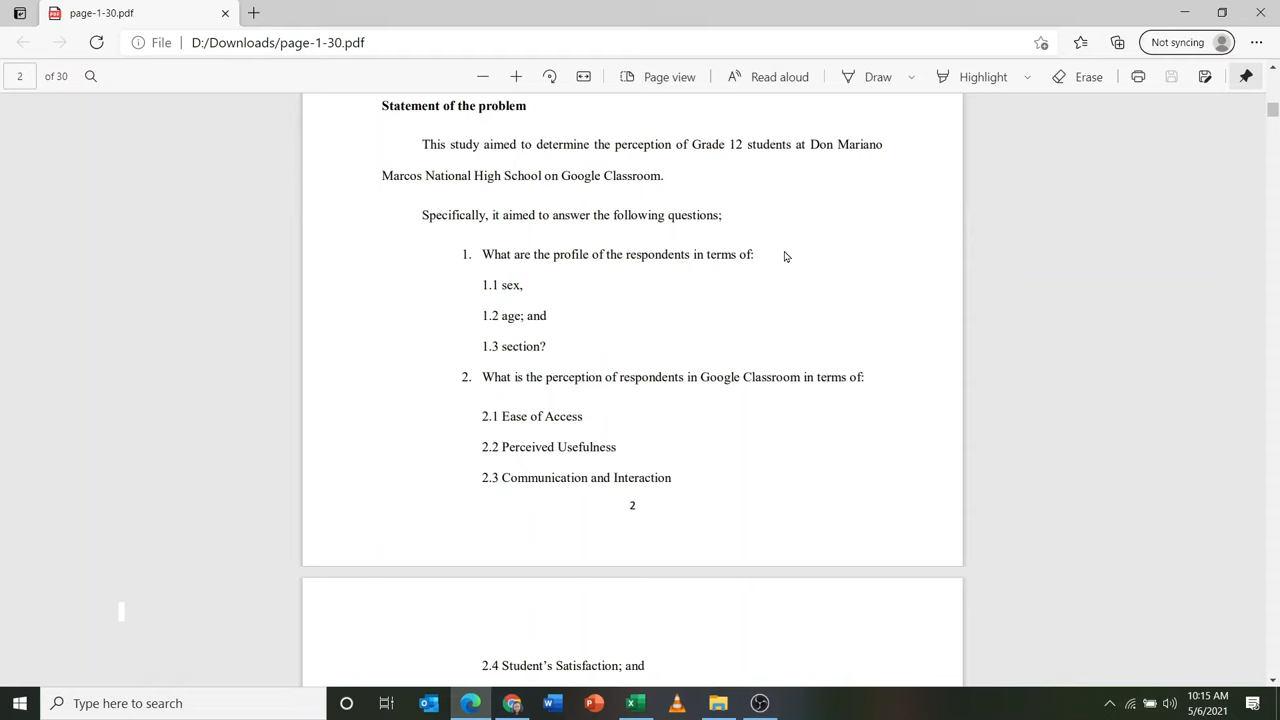 page-1-30.pdf
File
D:/Downloads/page-1-30.pdf
Not syncing
2 of 30
Page view
Read aloud
Draw
Highlight
Erase
Statement of the problem
This study aimed to determine the perception of Grade 12 students at Don Mariano
Marcos National High School on Google Classroom.
Specifically, it aimed to answer the following questions;
1. What are the profile of the respondents in terms of:
1.1 sex,
1.2 age; and
1.3 section?
2. What is the perception of respondents in Google Classroom in terms of:
2.1 Ease of Access
2.2 Perceived Usefulness
2.3 Communication and Interaction
2
2.4 Student’s Satisfaction; and
Type here to search
10:15 AM
5/6/2021